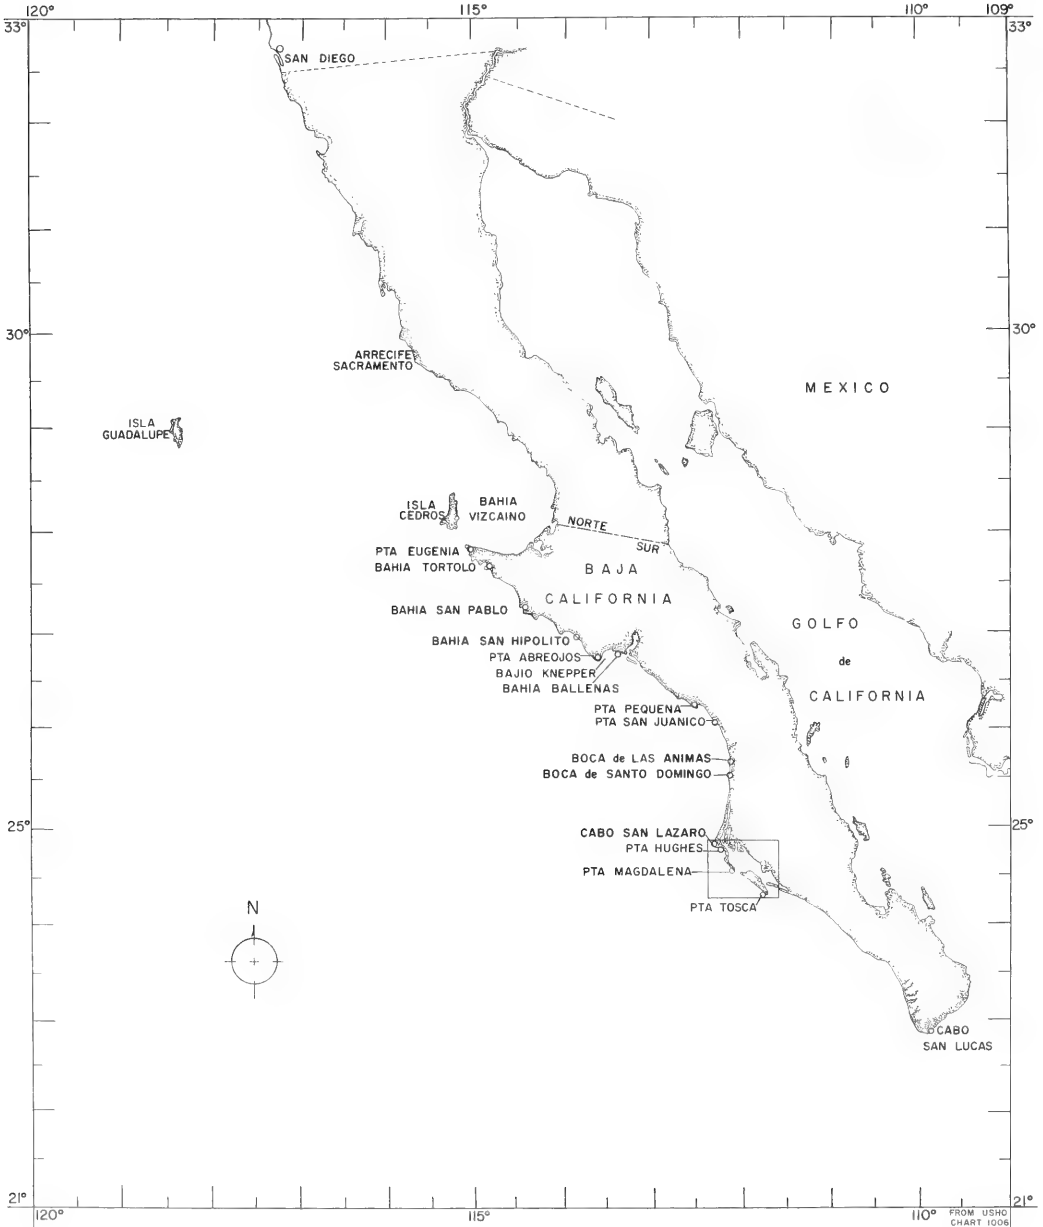 120°
115°
110°
109°
33°
33°
SAN DIEGO
30°
30°
ARRECIFE
SACRAMENTO
MEXICO
ISLA
GUADALUPE
ISLA
CEDROS
BAHIA
VIZCAINO
NORTE
SUR
PTA EUGENIA
BAHIA TORTOLO
BAJA
CALIFORNIA
BAHIA SAN PABLO
GOLFO
de
CALIFORNIA
BAHIA SAN HIPOLITO
PTA ABREOJOS
BAJIO KNEPPER
BAHIA BALLENAS
PTA PEQUENA
PTA SAN JUANICO
BOCA de LAS ANIMAS
BOCA de SANTO DOMINGO
25°
25°
CABO SAN LAZARO
PTA HUGHES
PTA MAGDALENA
PTA TOSCA
N
CABO
SAN LUCAS
21°
21°
120°
115°
110°
FROM USHO
CHART 1006